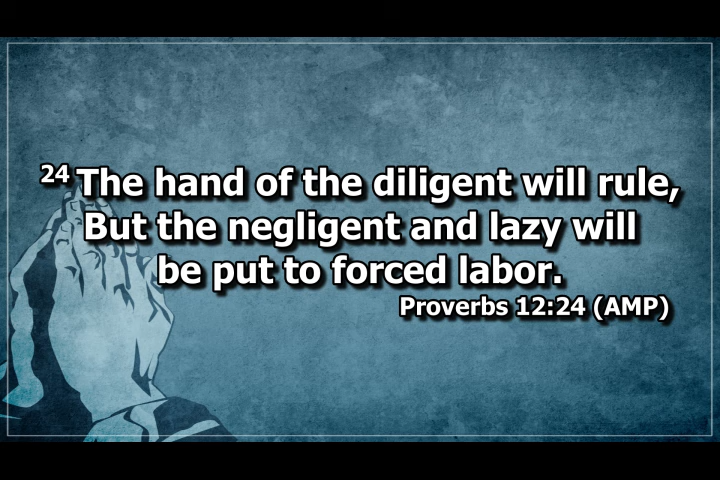 24 The hand of the diligent will rule,
But the negligent and lazy will
be put to forced labor.
Proverbs 12:24 (AMP)